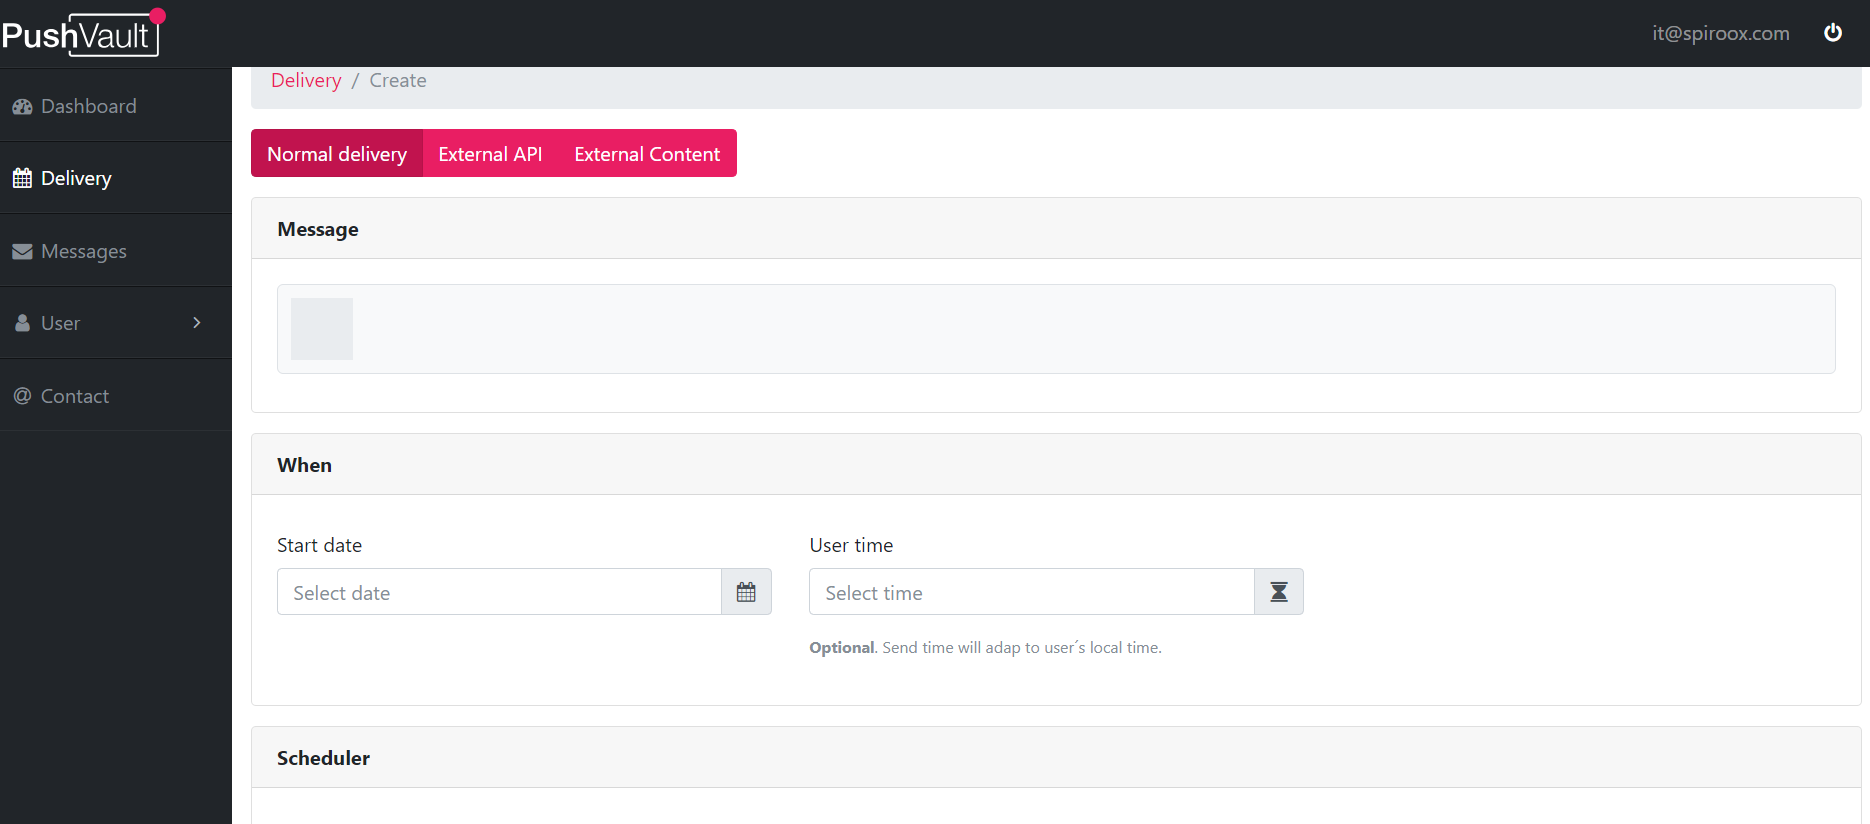 PushVault
it@spiroox.com
Dashboard
Delivery
Messages
User
@ Contact
Delivery / Create
Normal delivery External API External Content
Message
When
Start date User time
Select date Select time
Optional. Send time will adap to user´s local time.
Scheduler